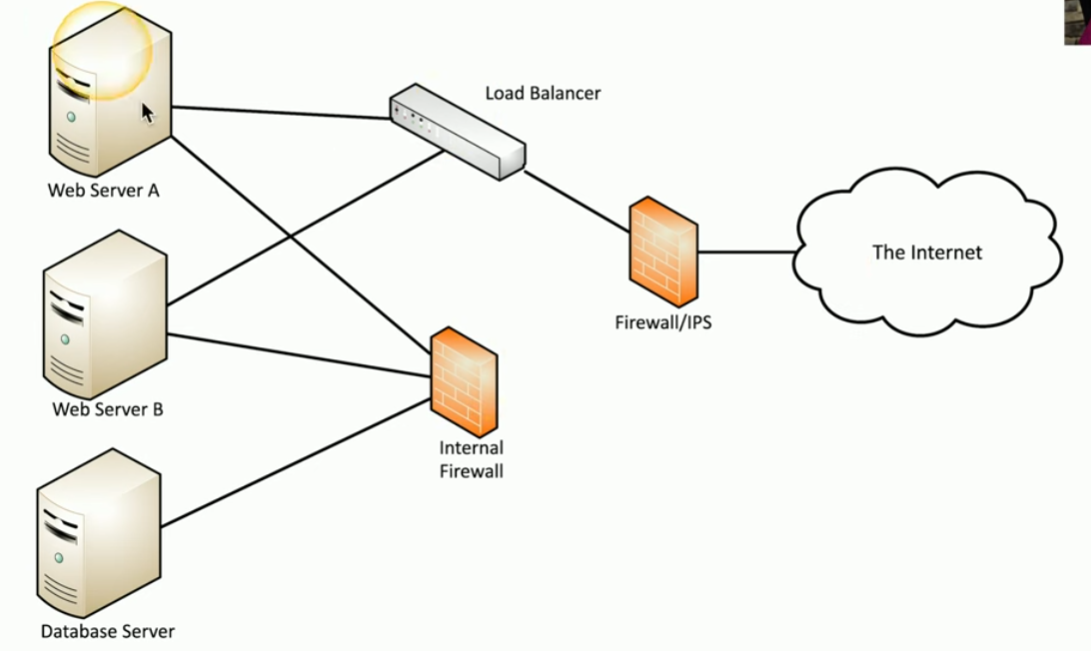 Load Balancer
Web Server A
The Internet
Firewall/IPS
Web Server B
Internal
Firewall
Database Server